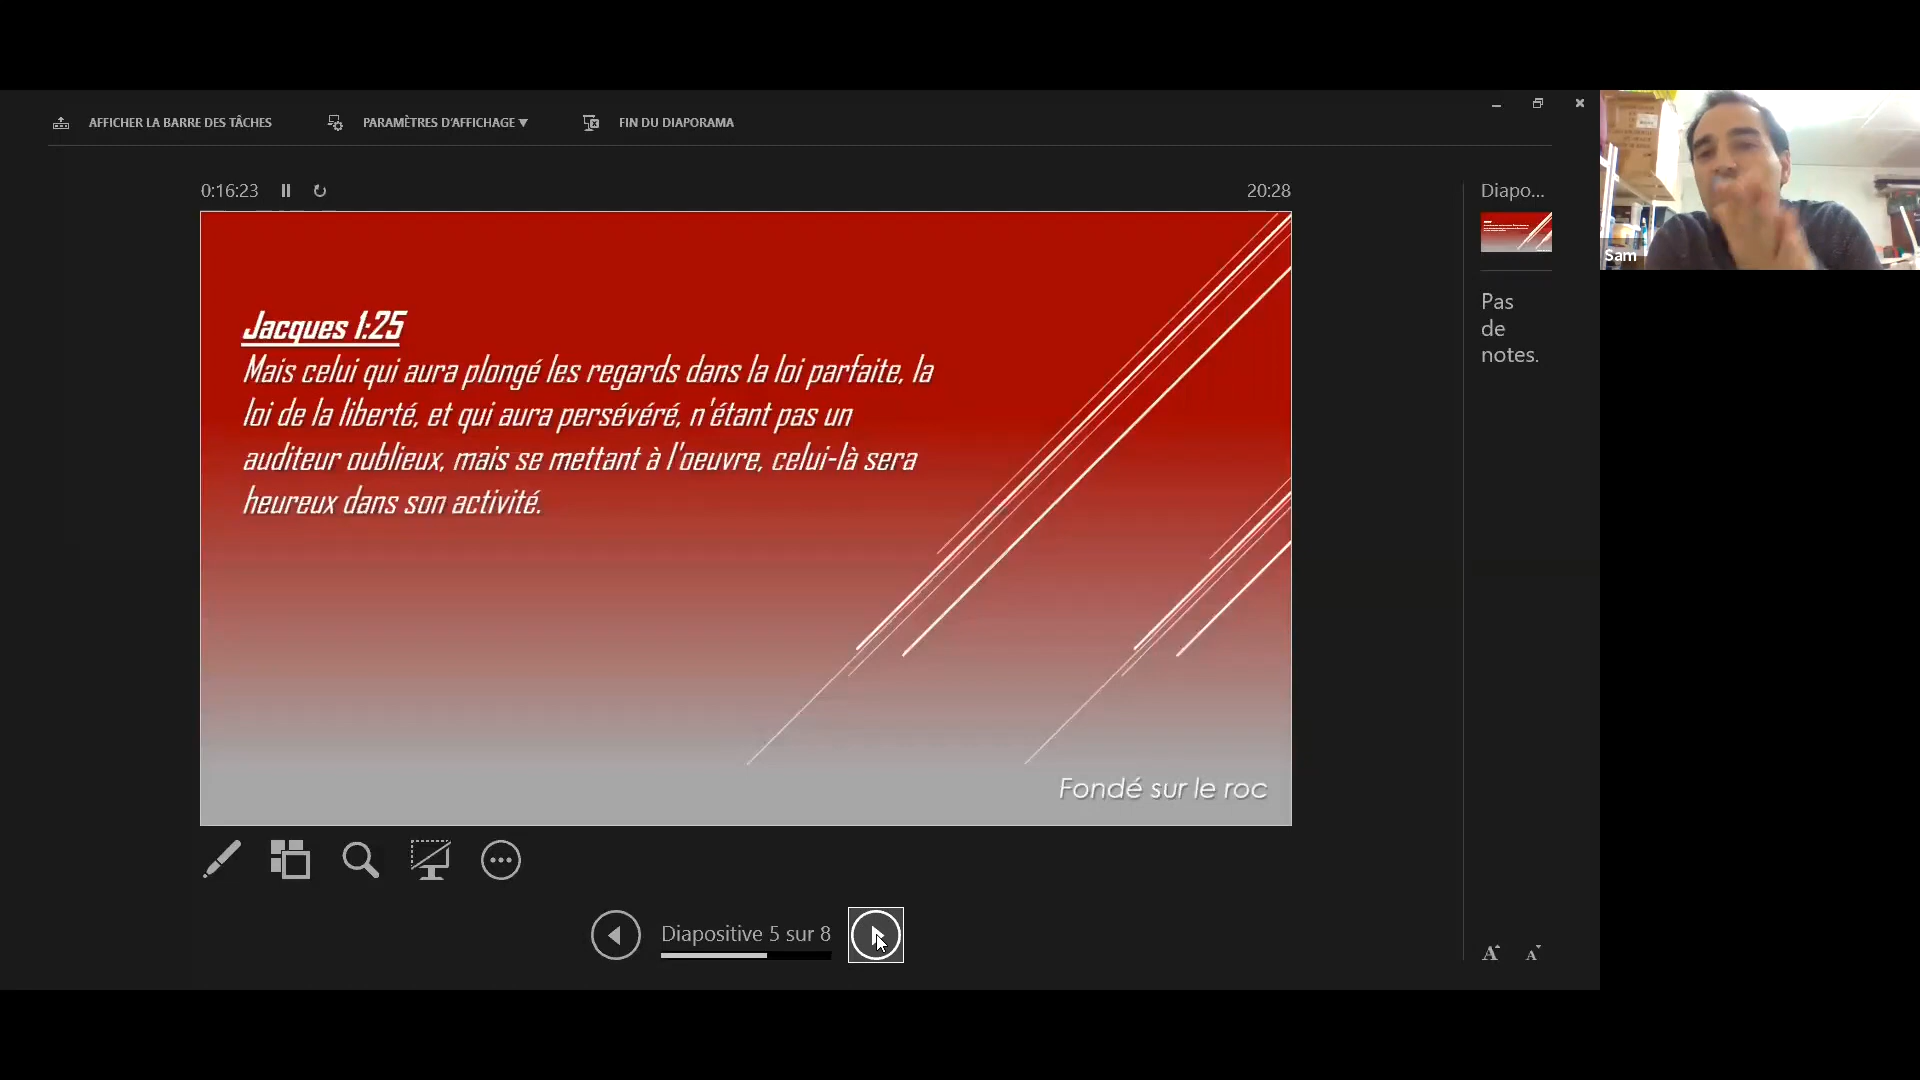 AFFICHER LA BARRE DES TÂCHES
PARAMÈTRES D'AFFICHAGE
FIN DU DIAPORAMA
0:16:23
20:28
Jacques 1:25
Mais celui qui aura plongé les regards dans la loi parfaite, la
loi de la liberté, et qui aura persévéré, n'étant pas un
auditeur oublieux, mais se mettant à l'oeuvre, celui-là sera
heureux dans son activité.
Fondé sur le roc
Diapositive 5 sur 8
Diapo...
Pas
de
notes.
A
A
Sam